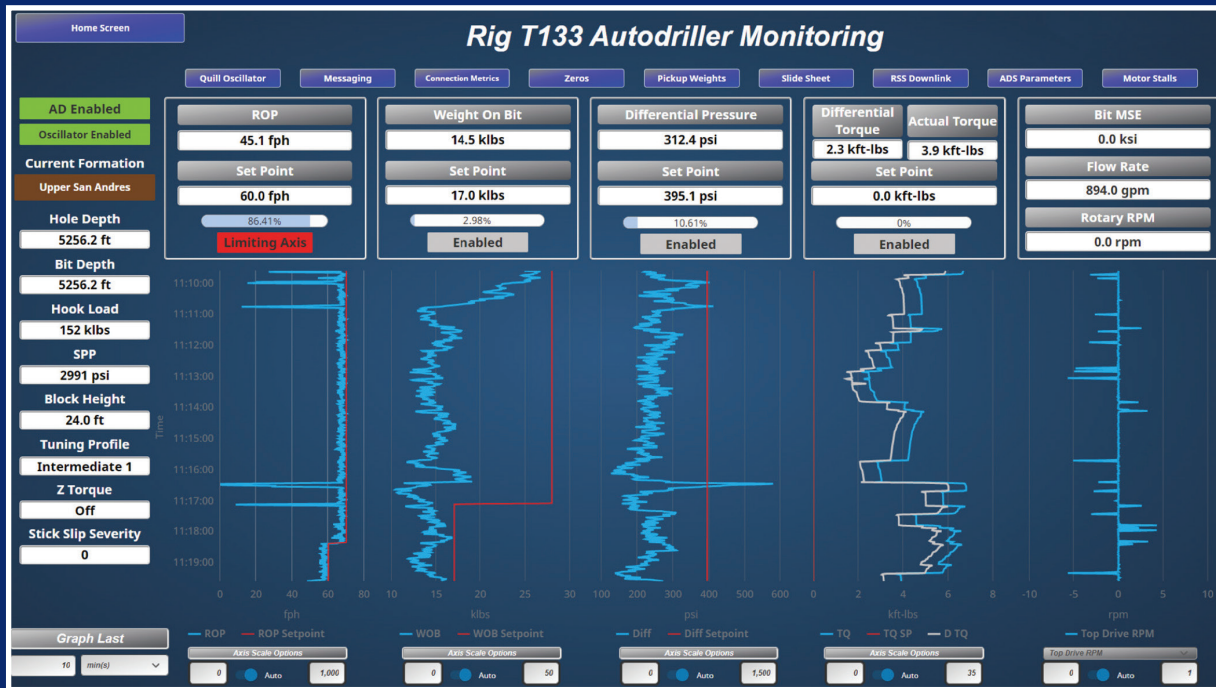 Home Screen
Rig T133 Autodriller Monitoring
Quill Oscillator
Messaging
Connection Metrics
Zeros
Pickup Weights
Slide Sheet
RSS Downlink
ADS Parameters
Motor Stalls
AD Enabled
Oscillator Enabled
Current Formation
Upper San Andres
Hole Depth
5256.2 ft
Bit Depth
5256.2 ft
Hook Load
152 klbs
SPP
2991 psi
Block Height
24.0 ft
Tuning Profile
Intermediate 1
Z Torque
Off
Stick Slip Severity
0
ROP
45.1 fph
Set Point
60.0 fph
86.41%
Limiting Axis
Weight On Bit
14.5 klbs
Set Point
17.0 klbs
2.98%
Enabled
Differential Pressure
312.4 psi
Set Point
395.1 psi
10.61%
Enabled
Differential
Torque
2.3 kft-lbs
Actual Torque
3.9 kft-lbs
Set Point
0.0 kft-lbs
0%
Enabled
Bit MSE
0.0 ksi
Flow Rate
894.0 gpm
Rotary RPM
0.0 rpm
Time
11:10:00
11:11:00
11:12:00
11:13:00
11:14:00
11:15:00
11:16:00
11:17:00
11:18:00
11:19:00
0 20 40 60 80
fph
10 15 20 25 30
klbs
100 200 300 400 500 600
psi
0 2 4 6 8
kft-lbs
-10 -5 0 5 10
rpm
ROP ROP Setpoint
WOB WOB Setpoint
Diff Diff Setpoint
TQ TQ SP D TQ
Top Drive RPM
Graph Last
10 min(s)
Axis Scale Options
0 Auto 1,000
Axis Scale Options
0 Auto 50
Axis Scale Options
0 Auto 1,500
Axis Scale Options
0 Auto 35
Top Drive RPM
0 Auto 1